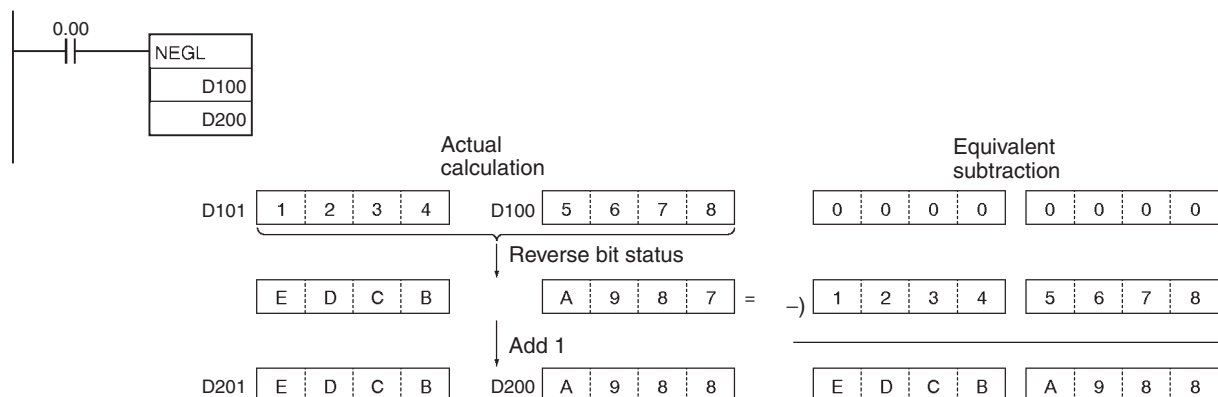 0.00
NEGL
D100
D200
Actual
calculation
Equivalent
subtraction
D101 1 2 3 4 D100 5 6 7 8 0 0 0 0 0 0 0 0
Reverse bit status
E D C B A 9 8 7 = –) 1 2 3 4 5 6 7 8
Add 1
D201 E D C B D200 A 9 8 8 E D C B A 9 8 8